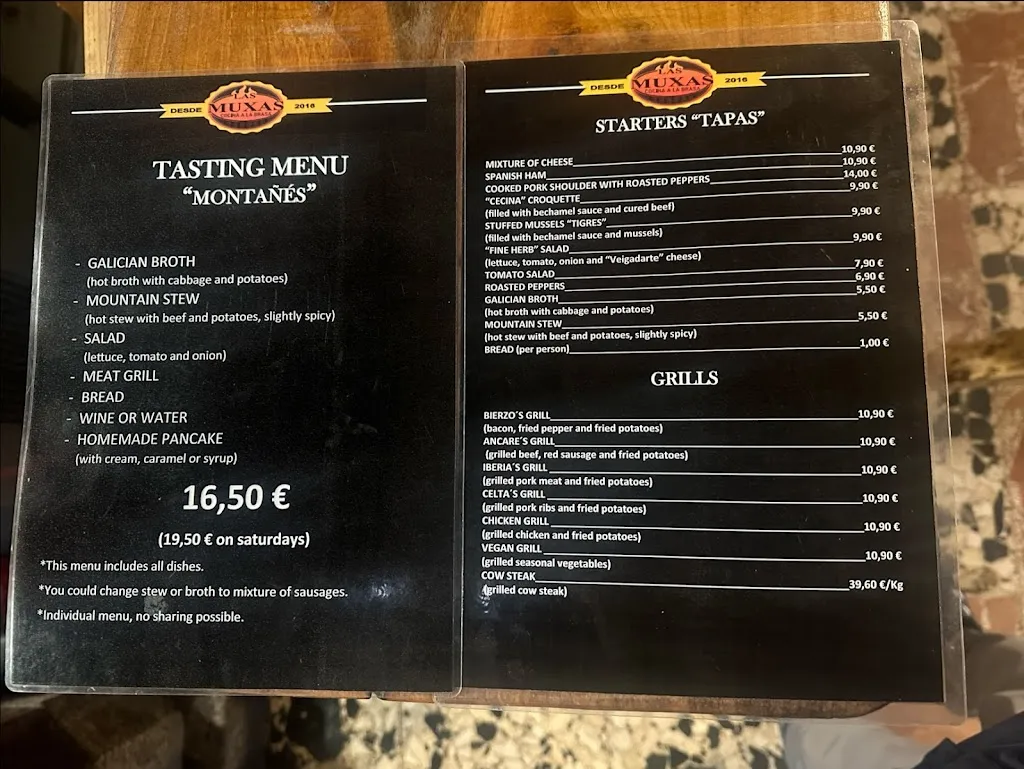 LAS
DESDE MUXAS 2016
COCINA A LA BRASA
TASTING MENU
“MONTAÑÉS”
- GALICIAN BROTH
(hot broth with cabbage and potatoes)
- MOUNTAIN STEW
(hot stew with beef and potatoes, slightly spicy)
- SALAD
(lettuce, tomato and onion)
- MEAT GRILL
- BREAD
- WINE OR WATER
- HOMEMADE PANCAKE
(with cream, caramel or syrup)
16,50 €
(19,50 € on saturdays)
*This menu includes all dishes.
*You could change stew or broth to mixture of sausages.
*Individual menu, no sharing possible.
LAS
DESDE MUXAS 2016
COCINA A LA BRASA
STARTERS “TAPAS”
MIXTURE OF CHEESE 10,90 €
SPANISH HAM 10,90 €
COOKED PORK SHOULDER WITH ROASTED PEPPERS 14,00 €
“CECINA” CROQUETTE 9,90 €
(filled with bechamel sauce and cured beef)
STUFFED MUSSELS “TIGRES” 9,90 €
(filled with bechamel sauce and mussels)
“FINE HERB” SALAD 9,90 €
(lettuce, tomato, onion and “Veigadarte” cheese)
TOMATO SALAD 7,90 €
ROASTED PEPPERS 6,90 €
GALICIAN BROTH 5,50 €
(hot broth with cabbage and potatoes)
MOUNTAIN STEW 5,50 €
(hot stew with beef and potatoes, slightly spicy)
BREAD (per person) 1,00 €
GRILLS
BIERZO´S GRILL 10,90 €
(bacon, fried pepper and fried potatoes)
ANCARE´S GRILL 10,90 €
(grilled beef, red sausage and fried potatoes)
IBERIA´S GRILL 10,90 €
(grilled pork meat and fried potatoes)
CELTA´S GRILL 10,90 €
(grilled pork ribs and fried potatoes)
CHICKEN GRILL 10,90 €
(grilled chicken and fried potatoes)
VEGAN GRILL 10,90 €
(grilled seasonal vegetables)
COW STEAK 39,60 €/Kg
(grilled cow steak)